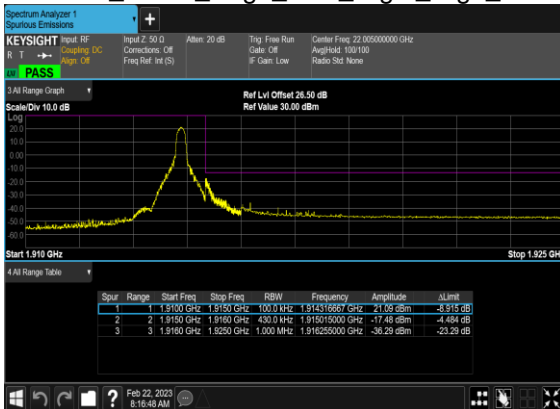 Spectrum Analyzer 1
Spurious Emissions
+
KEYSIGHT Input: RF Input Z: 50 Ω Atten: 20 dB Trig: Free Run Center Freq: 22.005000000 GHz
R T Coupling: DC Corrections: Off Gate: Off Avg|Hold: 100/100
Align: Off Freq Ref: Int (S) IF Gain: Low Radio Std: None
PASS
3 All Range Graph Ref Lvl Offset 26.50 dB
Scale/Div 10.0 dB Ref Value 30.00 dBm
Log
20.0
10.0
0.00
-10.0
-20.0
-30.0
-40.0
-50.0
-60.0
Start 1.910 GHz Stop 1.925 GH
4 All Range Table
Spur Range Start Freq Stop Freq RBW Frequency Amplitude ΔLimit
1 1 1.9100 GHz 1.9150 GHz 100.0 kHz 1.914316667 GHz 21.09 dBm -8.915 dB
2 2 1.9150 GHz 1.9160 GHz 430.0 kHz 1.915015000 GHz -17.48 dBm -4.484 dB
3 3 1.9160 GHz 1.9250 GHz 1.000 MHz 1.916255000 GHz -36.29 dBm -23.29 dB
? Feb 22, 2023
8:16:48 AM